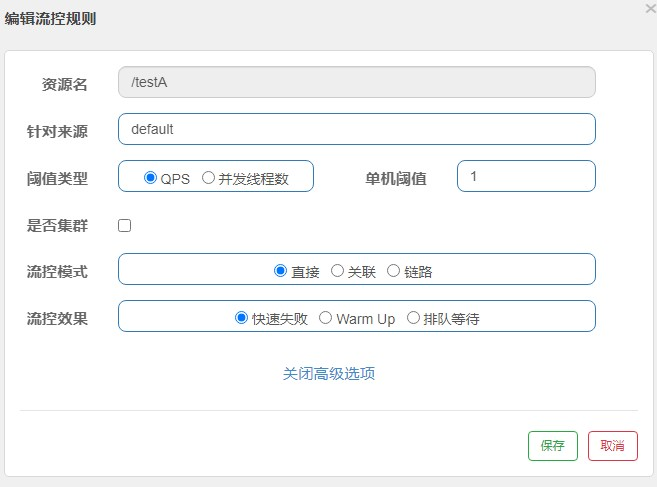 编辑流控规则
×
资源名 /testA
针对来源 default
阈值类型 QPS 并发线程数 单机阈值 1
是否集群
流控模式 直接 关联 链路
流控效果 快速失败 Warm Up 排队等待
关闭高级选项
保存 取消